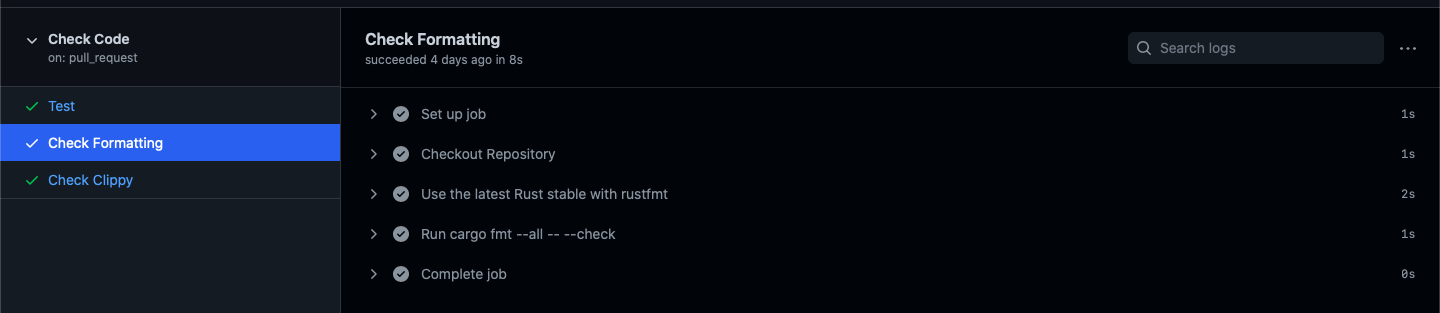 Check Code
on: pull_request
Test
Check Formatting
Check Clippy
Check Formatting
succeeded 4 days ago in 8s
Search logs
Set up job 1s
Checkout Repository 1s
Use the latest Rust stable with rustfmt 2s
Run cargo fmt --all -- --check 1s
Complete job 0s